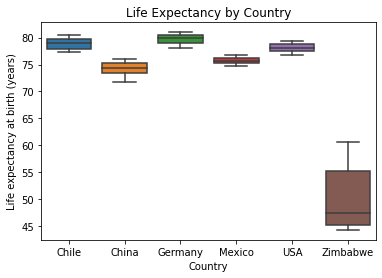 Life Expectancy by Country
Life expectancy at birth (years)
80
75
70
65
60
55
50
45
Chile China Germany Mexico USA Zimbabwe
Country